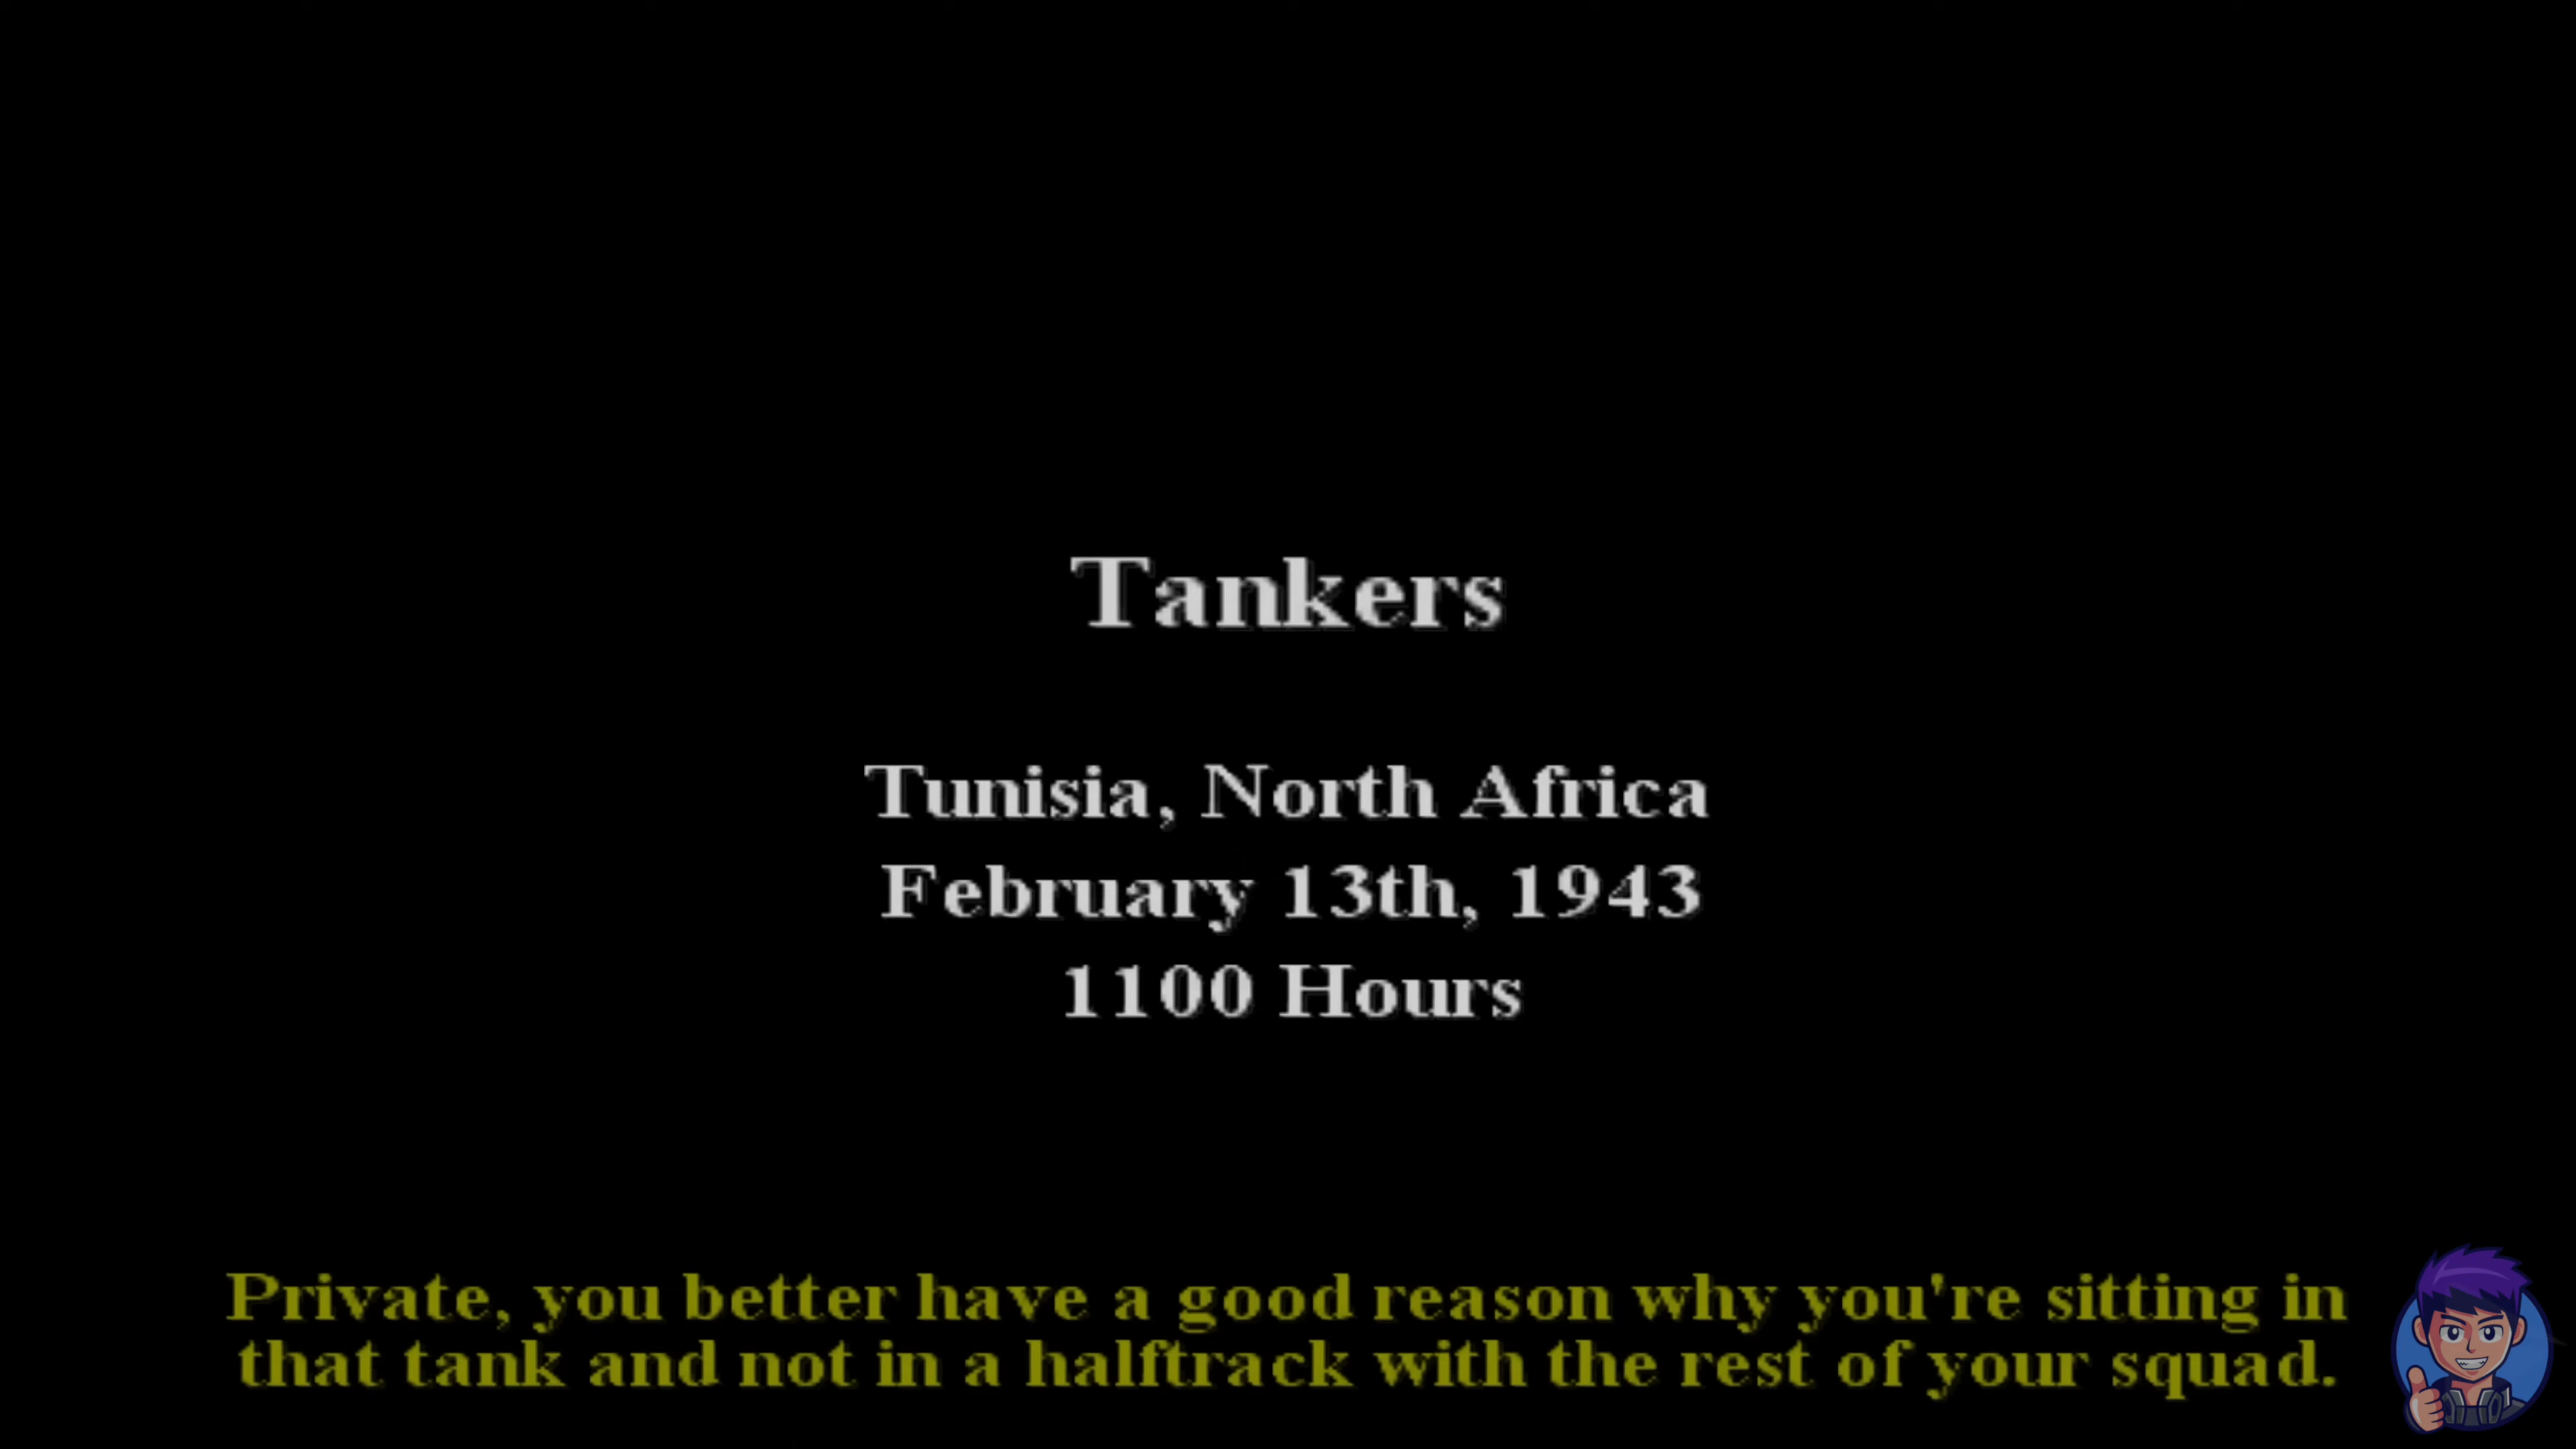 Tankers
Tunisia, North Africa
February 13th, 1943
1100 Hours
Private, you better have a good reason why you're sitting in
that tank and not in a halftrack with the rest of your squad.